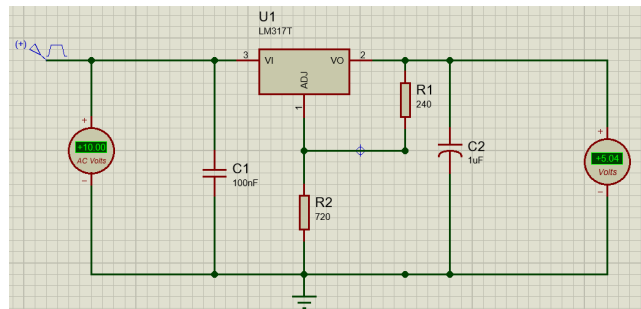 U1
LM317T
(+)
3
VI
VO
2
ADJ
1
R1
240
+10.00
AC Volts
C1
100nF
C2
1uF
+5.04
Volts
R2
720
+
−
+
−